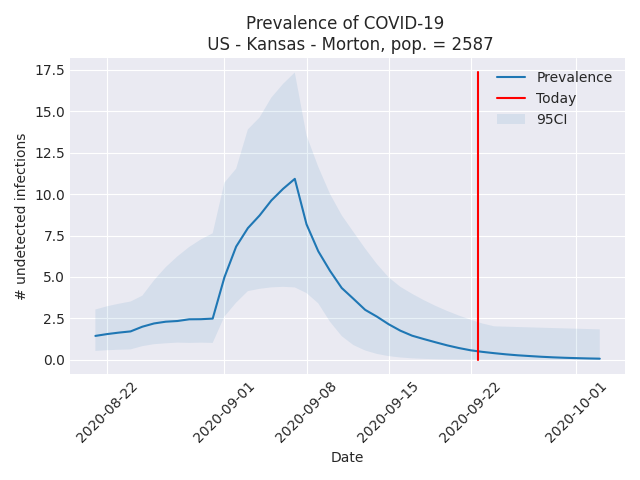 Prevalence of COVID-19
US - Kansas - Morton, pop. = 2587
17.5
15.0
12.5
10.0
7.5
5.0
2.5
0.0
# undetected infections
Prevalence
Today
95CI
2020-08-22
2020-09-01
2020-09-08
2020-09-15
2020-09-22
2020-10-01
Date